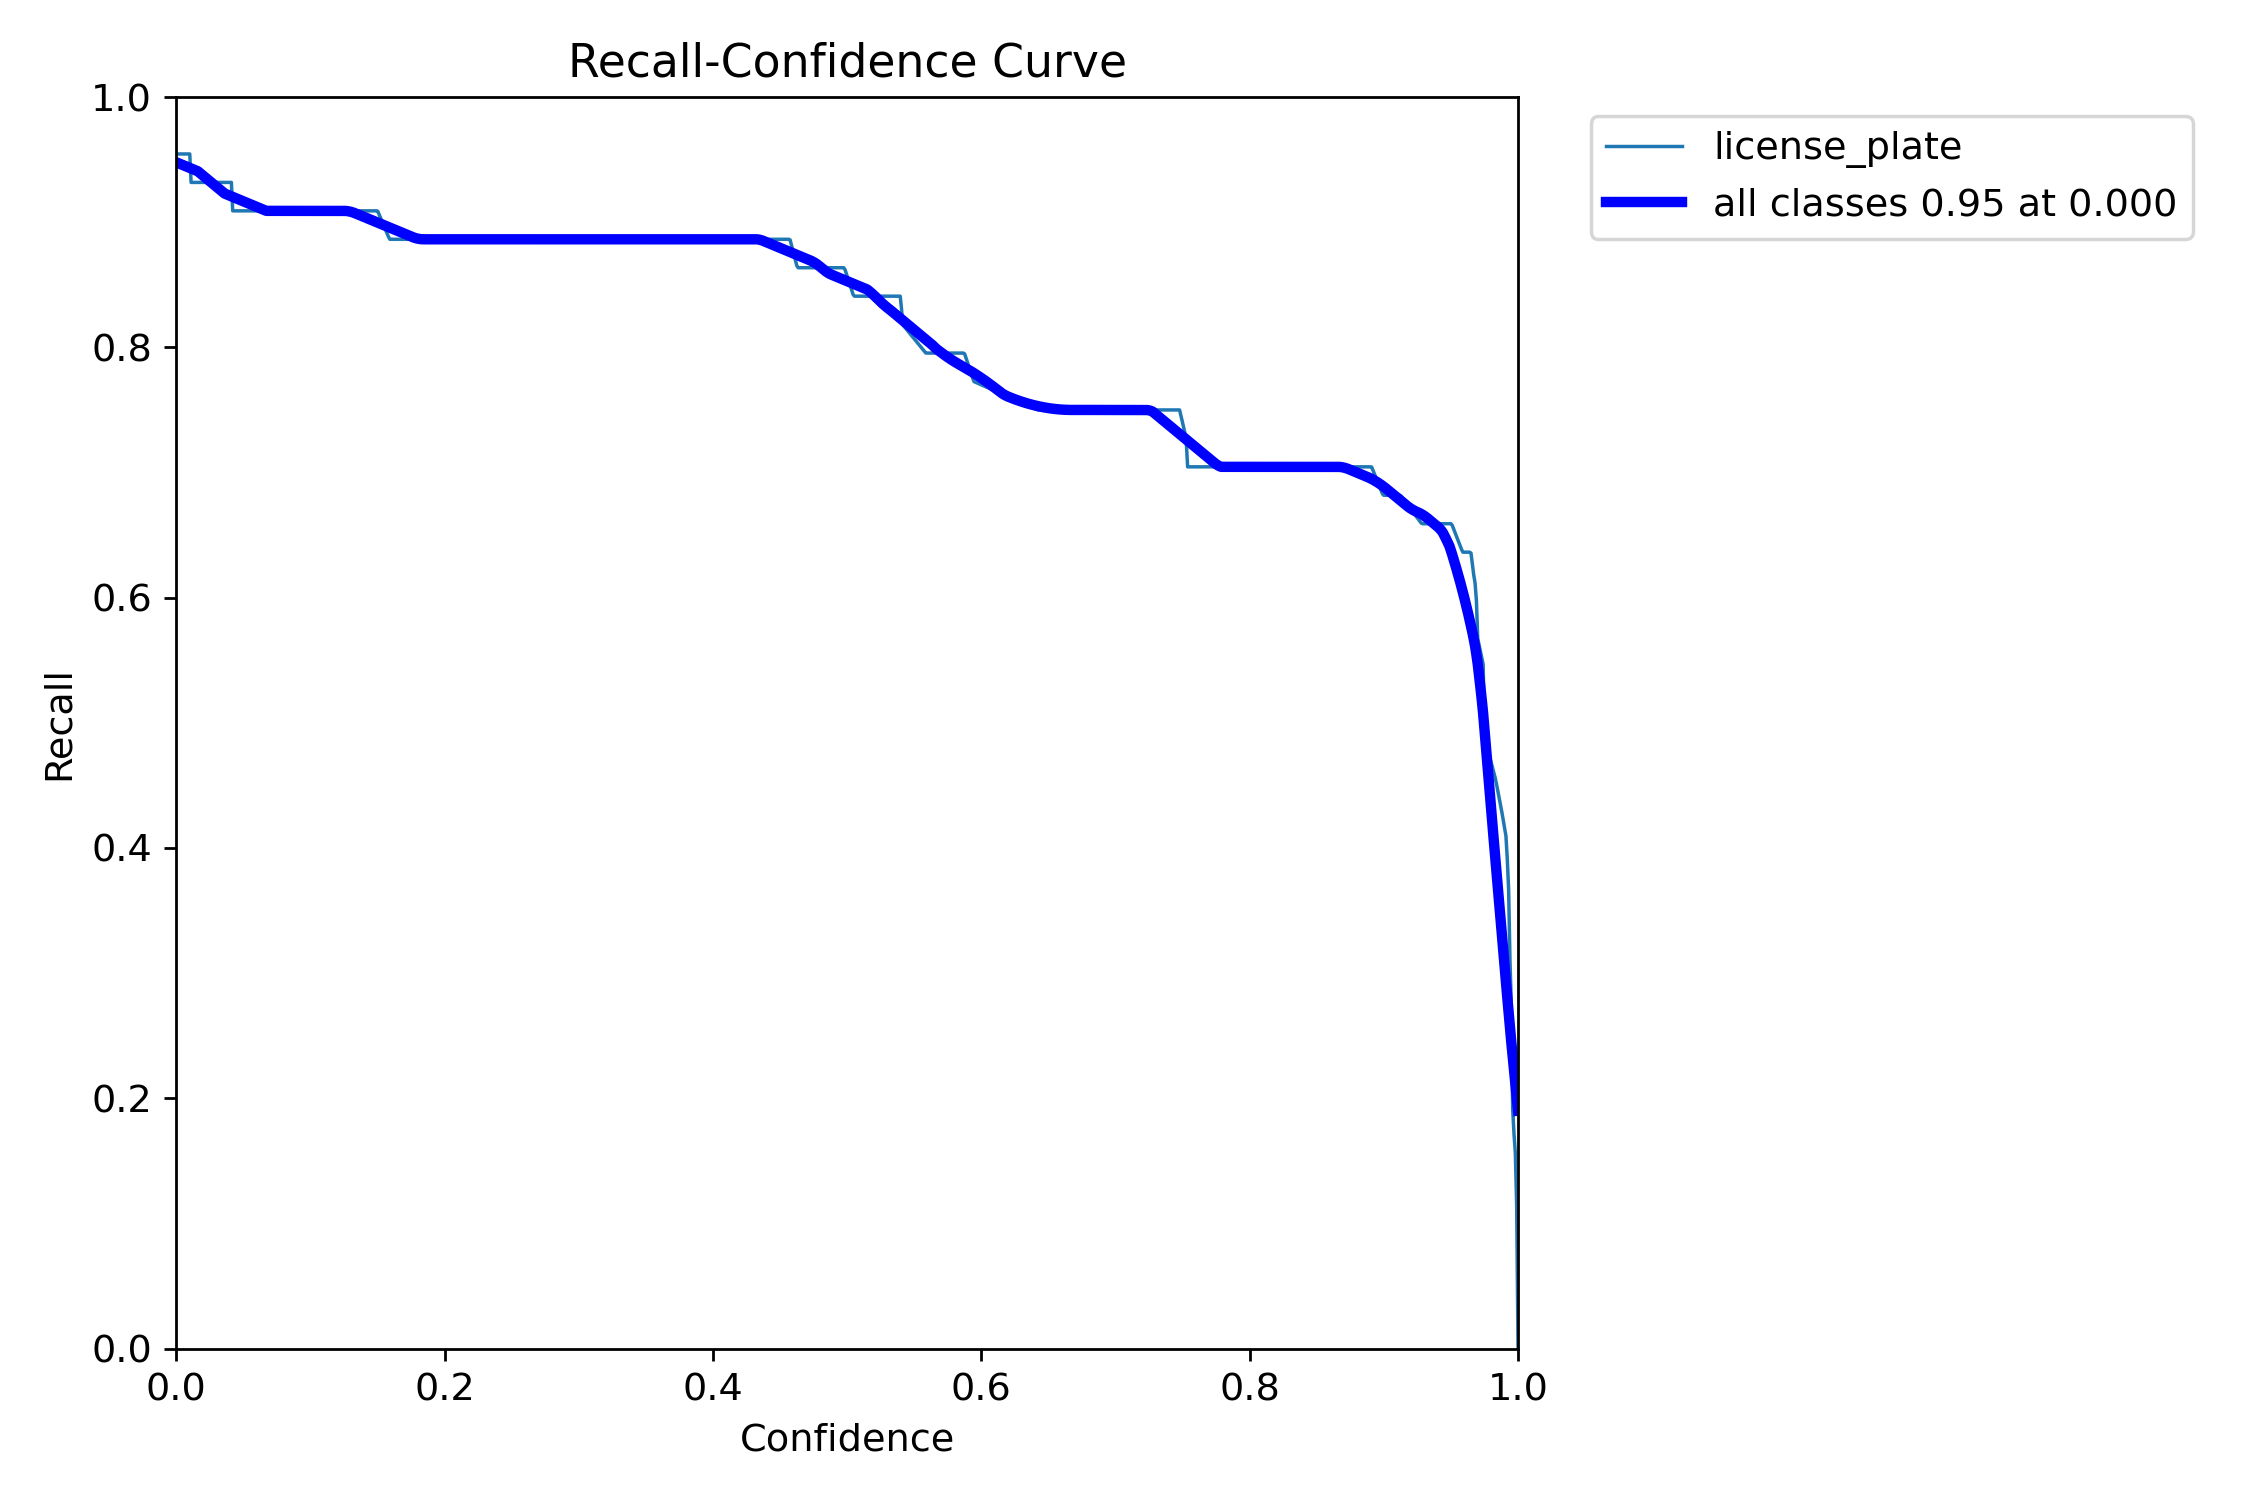 Recall-Confidence Curve
1.0
0.8
0.6
0.4
0.2
0.0
Recall
0.0 0.2 0.4 0.6 0.8 1.0
Confidence
license_plate
all classes 0.95 at 0.000